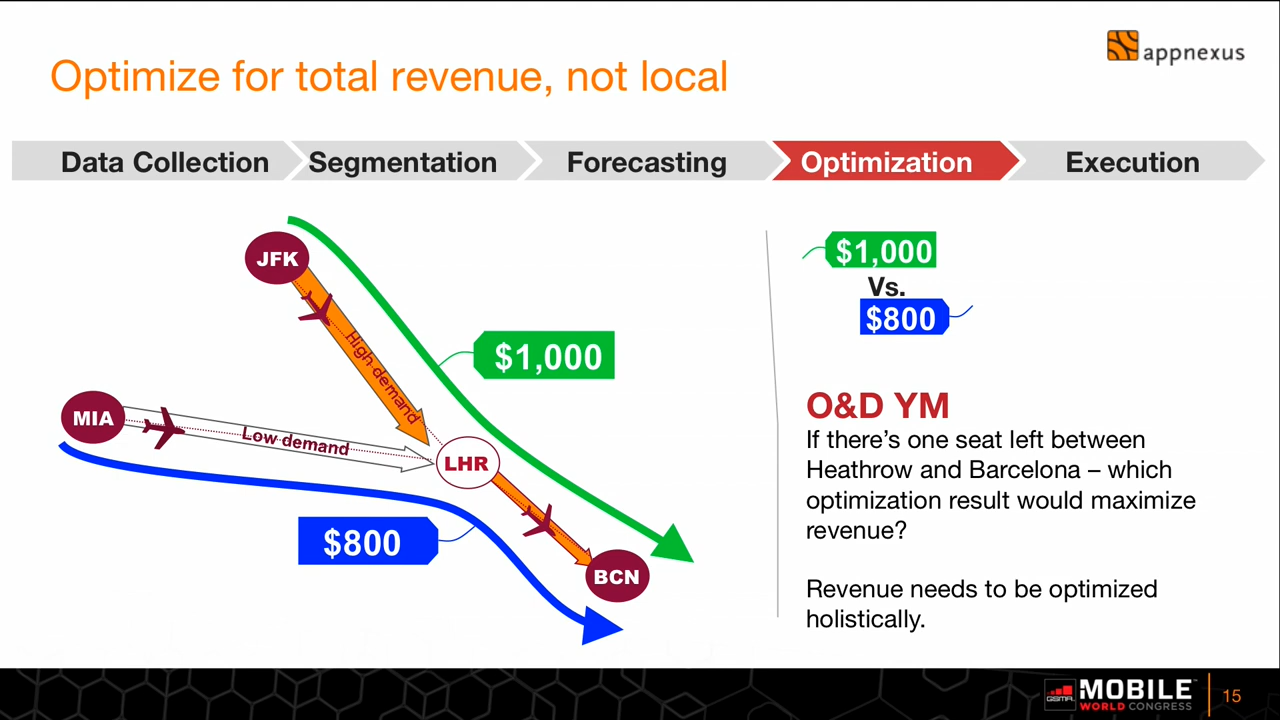 appnexus
Optimize for total revenue, not local
Data Collection
Segmentation
Forecasting
Optimization
Execution
JFK
High demand
$1,000
MIA
Low demand
LHR
$800
BCN
$1,000
Vs.
$800
O&D YM
If there’s one seat left between
Heathrow and Barcelona – which
optimization result would maximize
revenue?
Revenue needs to be optimized
holistically.
GSMA
MOBILE
WORLD CONGRESS
15